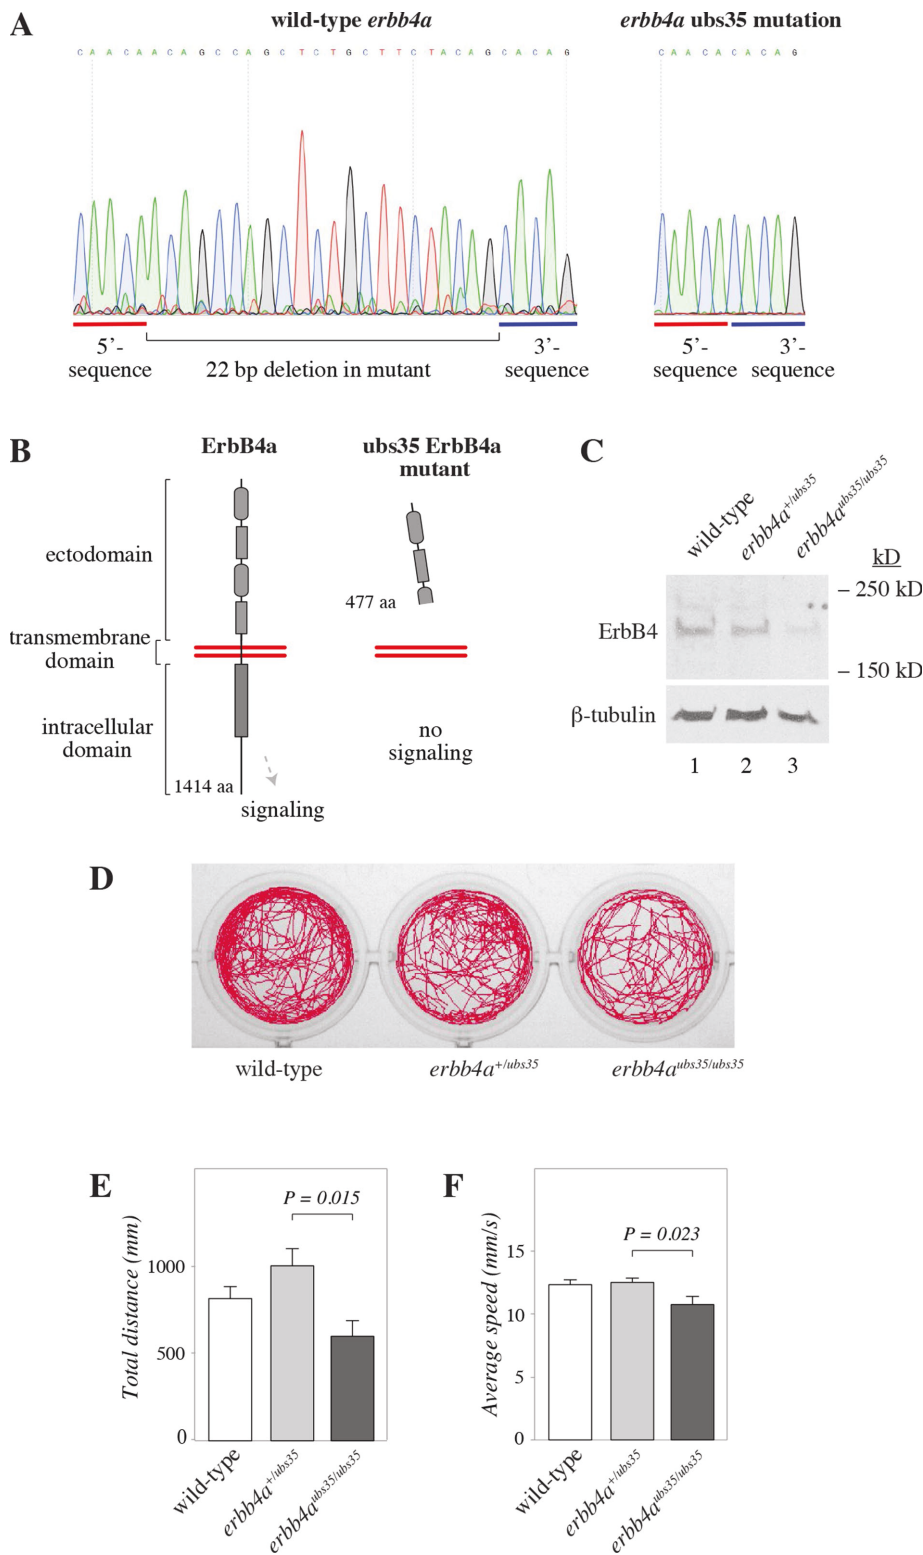 A
wild-type erbb4a
erbb4a ubs35 mutation
C A A C A A C A G C C A G C T C T G C T T C T A C A G C A C A G
C A A C A C A C A G
5'-
sequence
22 bp deletion in mutant
3'-
sequence
5'-
sequence
3'-
sequence
B
ErbB4a
ubs35 ErbB4a
mutant
ectodomain
transmembrane
domain
intracellular
domain
1414 aa
signaling
477 aa
no
signaling
C
wild-type
erbb4a+/ubs35
erbb4aubs35/ubs35
kD
– 250 kD
ErbB4
– 150 kD
β-tubulin
1 2 3
D
wild-type
erbb4a+/ubs35
erbb4aubs35/ubs35
E
Total distance (mm)
P = 0.015
1000
500
0
wild-type
erbb4a+/ubs35
erbb4aubs35/ubs35
F
Average speed (mm/s)
P = 0.023
15
10
5
0
wild-type
erbb4a+/ubs35
erbb4aubs35/ubs35